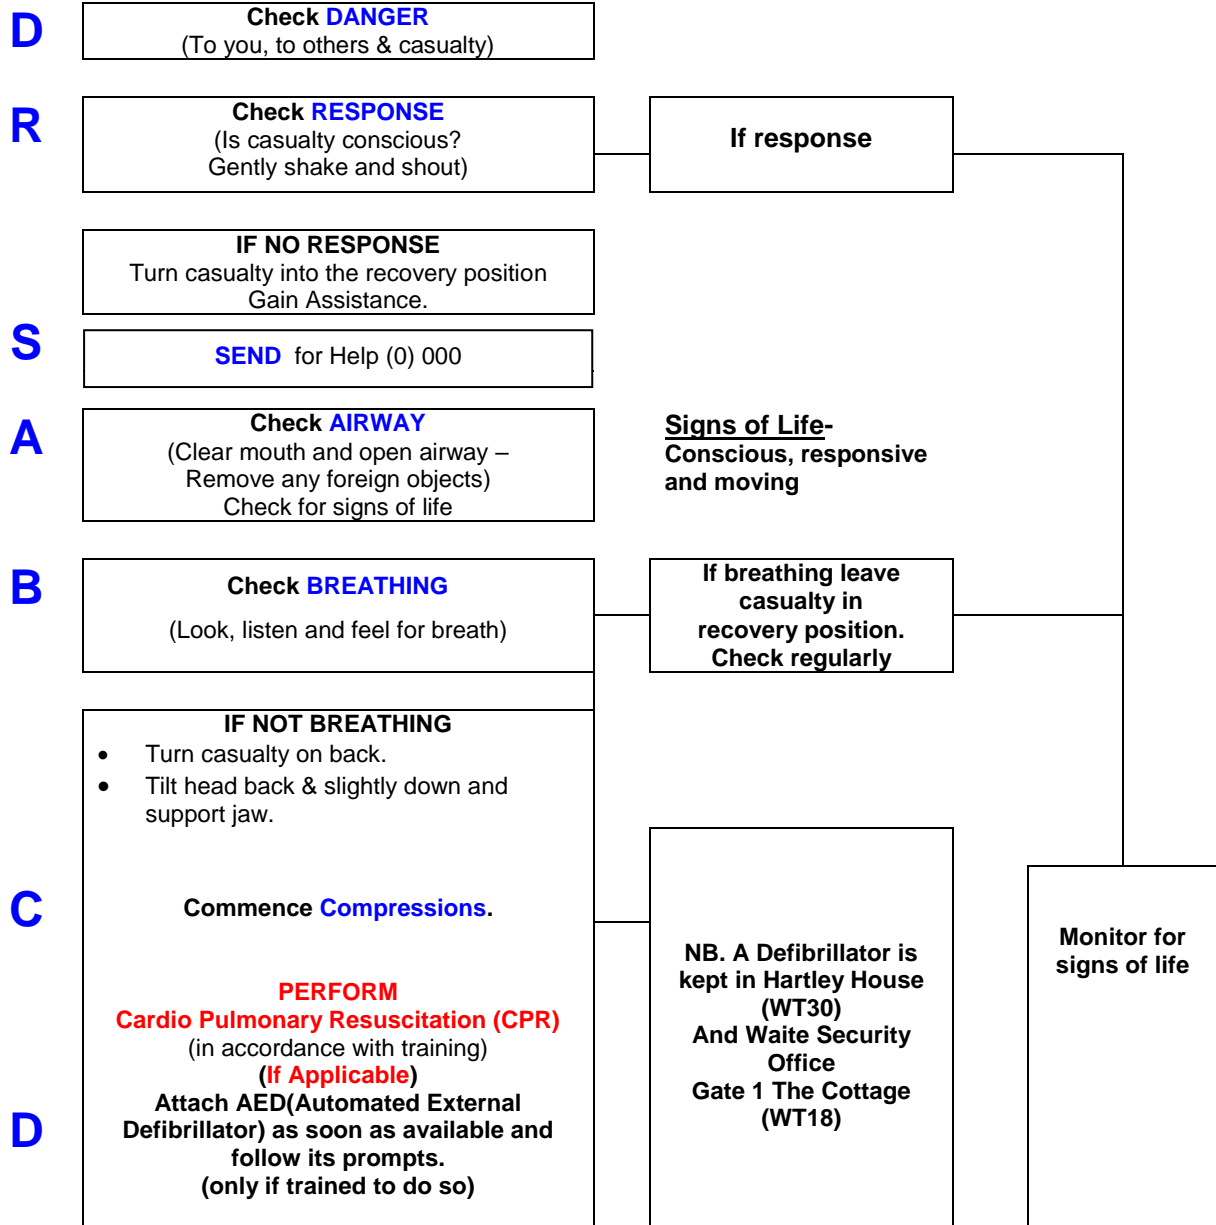 D
Check DANGER
(To you, to others & casualty)
R
Check RESPONSE
(Is casualty conscious?
Gently shake and shout)
If response
IF NO RESPONSE
Turn casualty into the recovery position
Gain Assistance.
S
SEND for Help (0) 000
A
Check AIRWAY
(Clear mouth and open airway –
Remove any foreign objects)
Check for signs of life
Signs of Life-
Conscious, responsive
and moving
B
Check BREATHING
(Look, listen and feel for breath)
If breathing leave
casualty in
recovery position.
Check regularly
IF NOT BREATHING
• Turn casualty on back.
• Tilt head back & slightly down and
support jaw.
C
Commence Compressions.
PERFORM
Cardio Pulmonary Resuscitation (CPR)
(in accordance with training)
(If Applicable)
D
Attach AED(Automated External
Defibrillator) as soon as available and
follow its prompts.
(only if trained to do so)
NB. A Defibrillator is
kept in Hartley House
(WT30)
And Waite Security
Office
Gate 1 The Cottage
(WT18)
Monitor for
signs of life